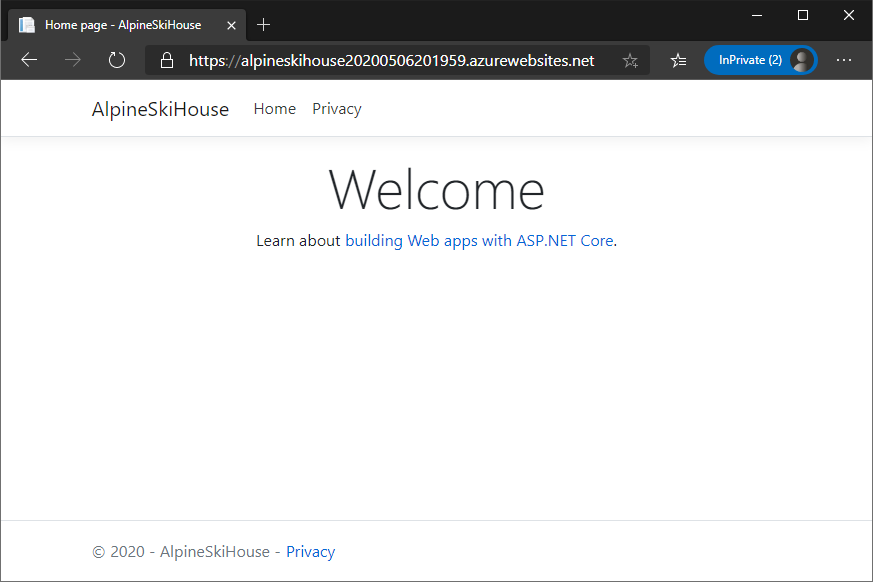 Home page - AlpineSkiHouse
https://alpineskihouse20200506201959.azurewebsites.net
InPrivate (2)
AlpineSkiHouse Home Privacy
Welcome
Learn about building Web apps with ASP.NET Core.
© 2020 - AlpineSkiHouse - Privacy